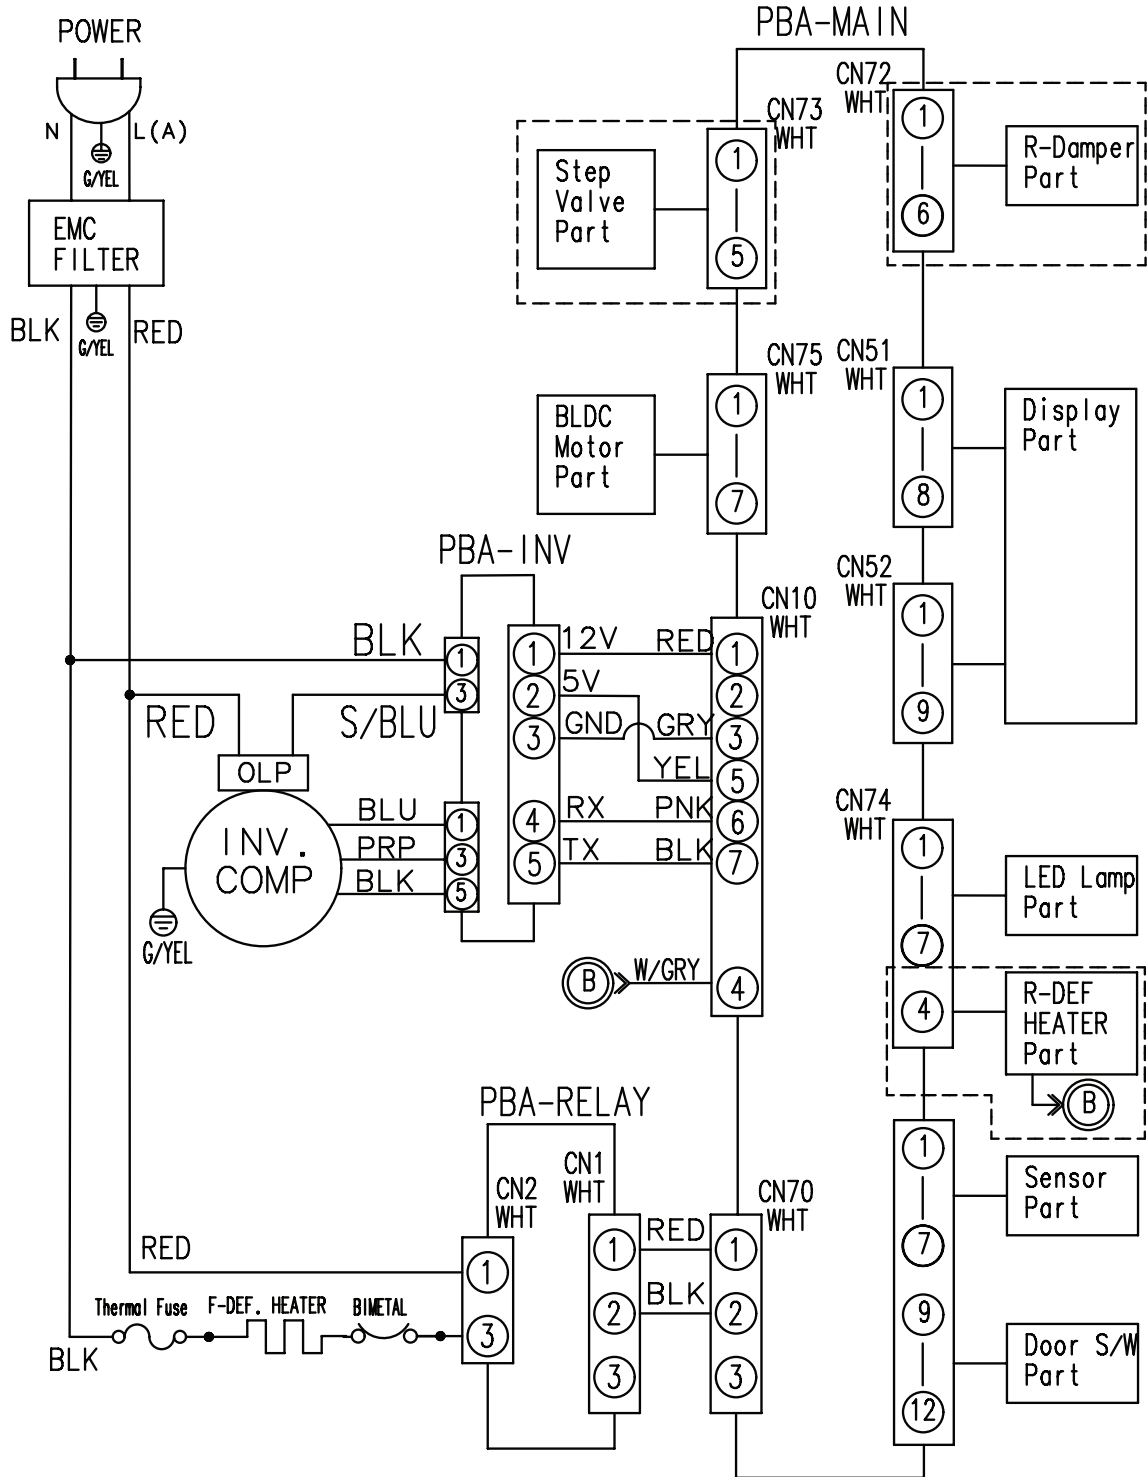 POWER
N
L(A)
G/YEL
EMC
FILTER
BLK
G/YEL
RED
PBA-MAIN
CN73
WHT
Step
Valve
Part
1
5
CN72
WHT
1
6
R-Damper
Part
CN75
WHT
BLDC
Motor
Part
1
7
CN51
WHT
1
8
Display
Part
CN52
WHT
1
9
PBA-INV
BLK
1
3
RED
S/BLU
OLP
INV.
COMP
G/YEL
BLU
1
PRP
3
BLK
5
CN10
WHT
1
12V
RED
1
2
5V
2
3
GND
GRY
3
YEL
5
4
RX
PNK
6
5
TX
BLK
7
B
W/GRY
4
CN74
WHT
1
7
LED Lamp
Part
4
R-DEF
HEATER
Part
B
1
7
Sensor
Part
9
12
Door S/W
Part
PBA-RELAY
CN2
WHT
CN1
WHT
CN70
WHT
RED
1
3
1
RED
1
2
BLK
2
3
3
Thermal Fuse
F-DEF. HEATER
BIMETAL
BLK